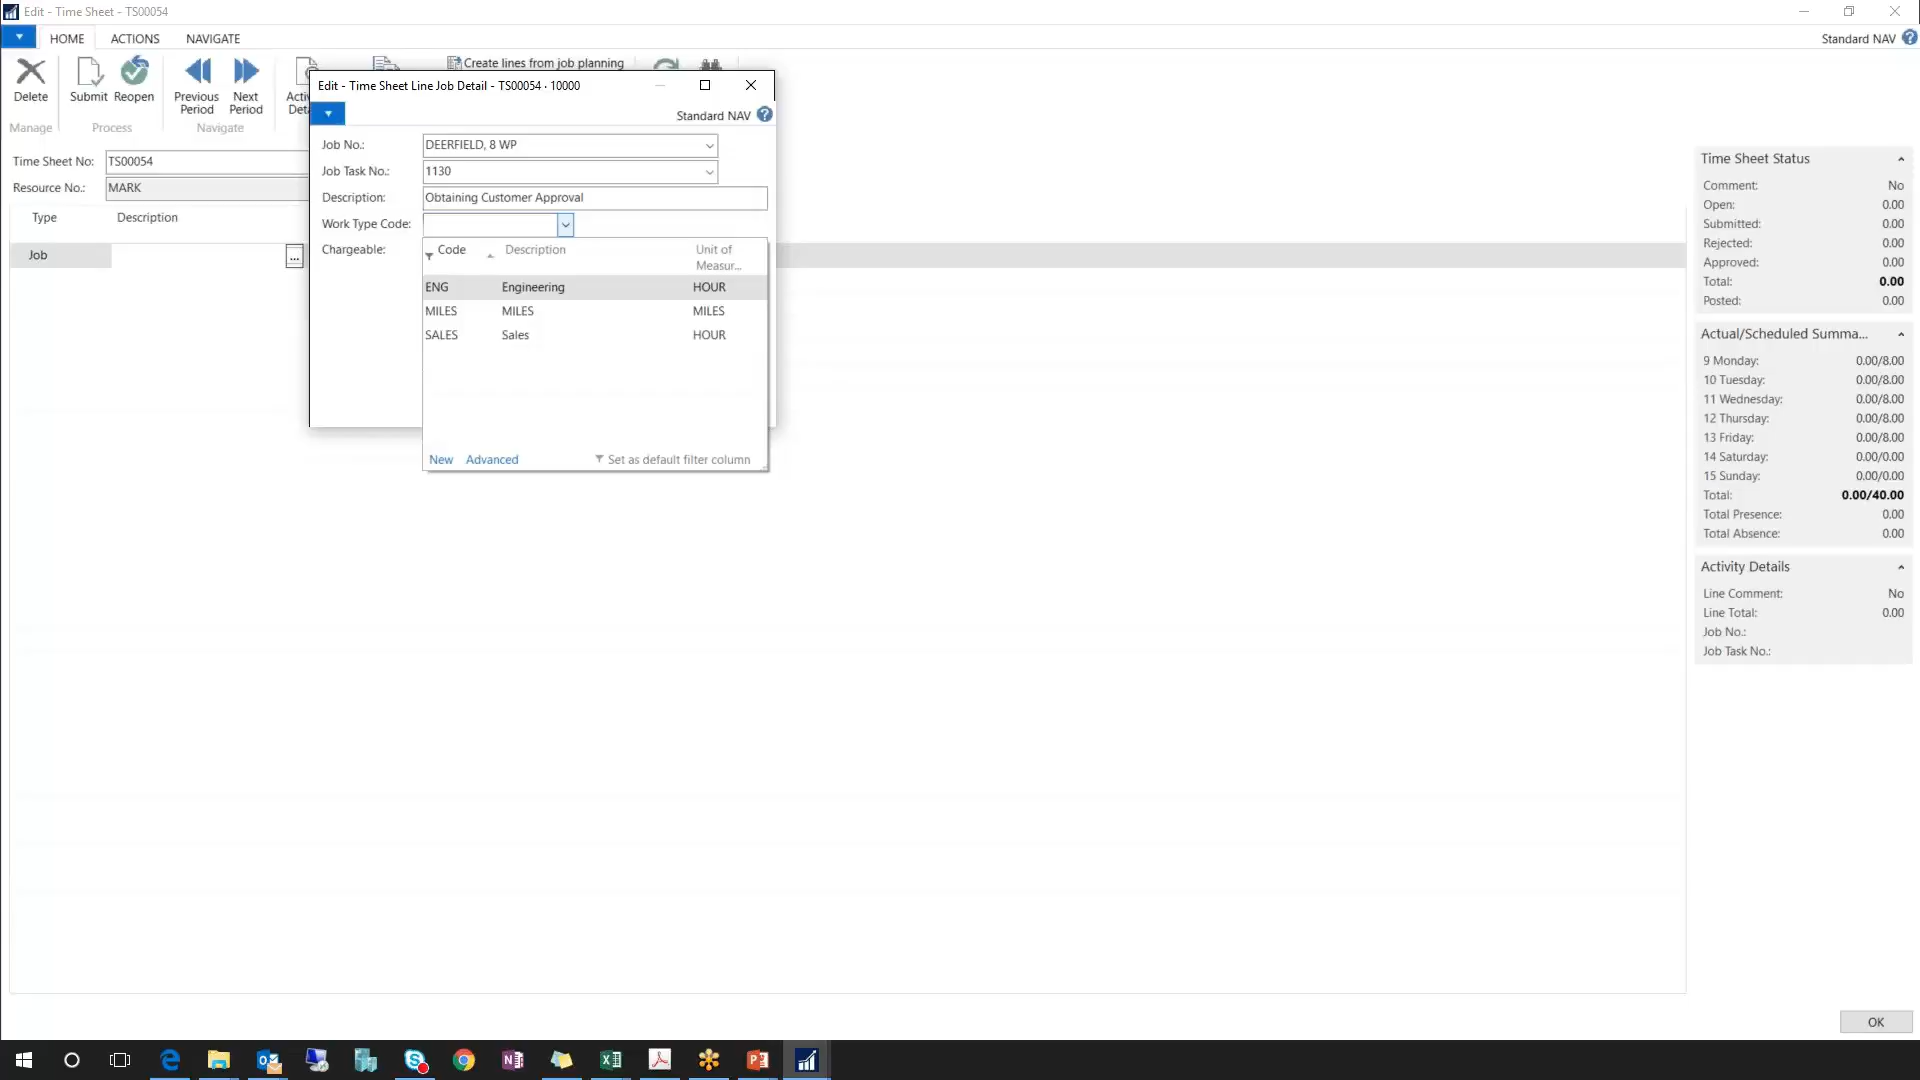 Edit - Time Sheet - TS00054
HOME ACTIONS NAVIGATE
Standard NAV
Create lines from job planning
Delete Submit Reopen Previous Period Next Period
Manage Process Navigate
Time Sheet No: TS00054
Resource No.: MARK
Type Description
Job ...
Edit - Time Sheet Line Job Detail - TS00054 · 10000
Standard NAV
Job No.: DEERFIELD, 8 WP
Job Task No.: 1130
Description: Obtaining Customer Approval
Work Type Code:
Chargeable:
Code Description Unit of Measur...
ENG Engineering HOUR
MILES MILES MILES
SALES Sales HOUR
New Advanced Set as default filter column
Time Sheet Status
Comment: No
Open: 0.00
Submitted: 0.00
Rejected: 0.00
Approved: 0.00
Total: 0.00
Posted: 0.00
Actual/Scheduled Summa...
9 Monday: 0.00/8.00
10 Tuesday: 0.00/8.00
11 Wednesday: 0.00/8.00
12 Thursday: 0.00/8.00
13 Friday: 0.00/8.00
14 Saturday: 0.00/0.00
15 Sunday: 0.00/0.00
Total: 0.00/40.00
Total Presence: 0.00
Total Absence: 0.00
Activity Details
Line Comment: No
Line Total: 0.00
Job No.:
Job Task No.:
OK